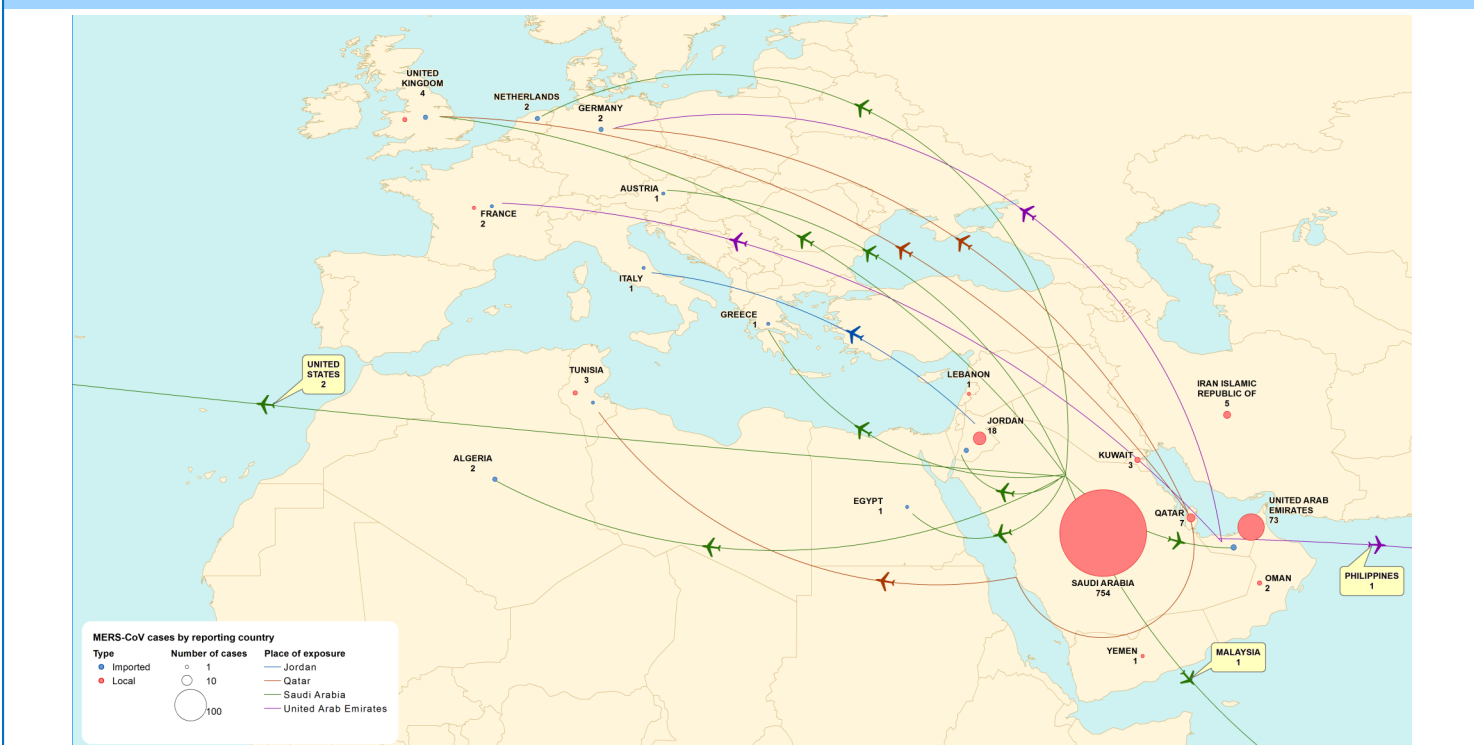 UNITED
KINGDOM
4
NETHERLANDS
2
GERMANY
2
AUSTRIA
1
FRANCE
2
ITALY
1
GREECE
1
UNITED
STATES
2
TUNISIA
3
LEBANON
1
IRAN ISLAMIC
REPUBLIC OF
5
JORDAN
18
ALGERIA
2
KUWAIT
3
EGYPT
1
QATAR
7
UNITED ARAB
EMIRATES
73
SAUDI ARABIA
754
OMAN
2
PHILIPPINES
1
YEMEN
1
MALAYSIA
1
MERS-CoV cases by reporting country
Type
Imported
Local
Number of cases
1
10
100
Place of exposure
Jordan
Qatar
Saudi Arabia
United Arab Emirates